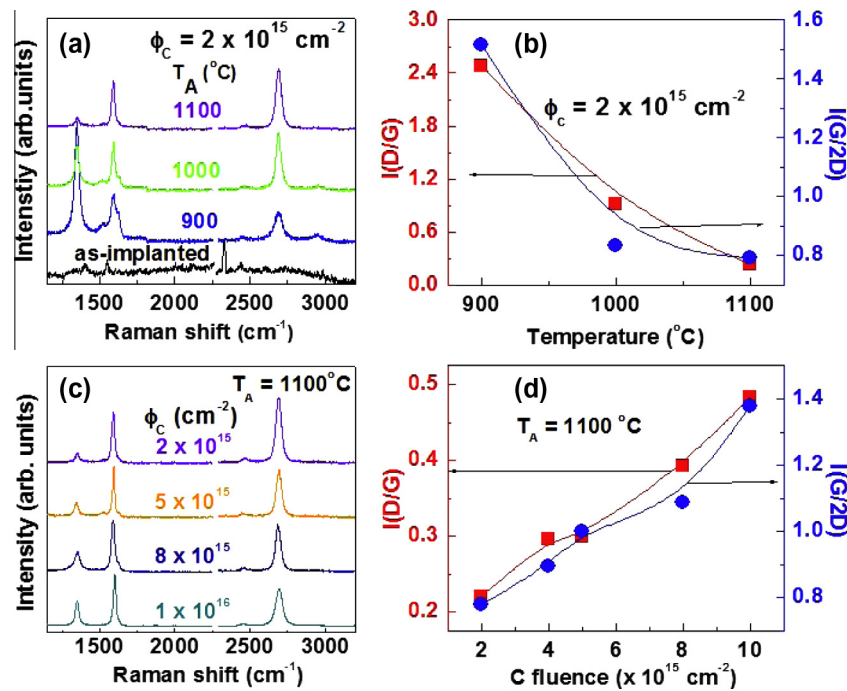 (a)
ϕC = 2 x 10^15 cm^-2
TA (°C)
1100
1000
900
as-implanted
Intenstiy (arb.units)
1500 2000 2500 3000
Raman shift (cm^-1)
(b)
ϕC = 2 x 10^15 cm^-2
I(D/G)
3.0
2.4
1.8
1.2
0.6
0.0
I(G/2D)
1.6
1.4
1.2
1.0
0.8
900 1000 1100
Temperature (°C)
(c)
TA = 1100°C
ϕC (cm^-2)
2 x 10^15
5 x 10^15
8 x 10^15
1 x 10^16
Intensity (arb. units)
1500 2000 2500 3000
Raman shift (cm^-1)
(d)
TA = 1100 °C
I(D/G)
0.5
0.4
0.3
0.2
I(G/2D)
1.4
1.2
1.0
0.8
2 4 6 8 10
C fluence (x 10^15 cm^-2)